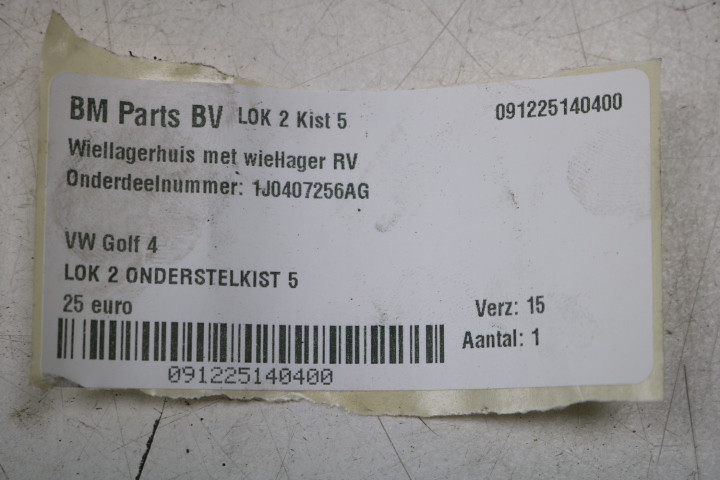 BM Parts BV LOK 2 Kist 5 091225140400
Wiellagerhuis met wiellager RV
Onderdeelnummer: 1J0407256AG
VW Golf 4
LOK 2 ONDERSTELKIST 5
25 euro Verz: 15
Aantal: 1
091225140400